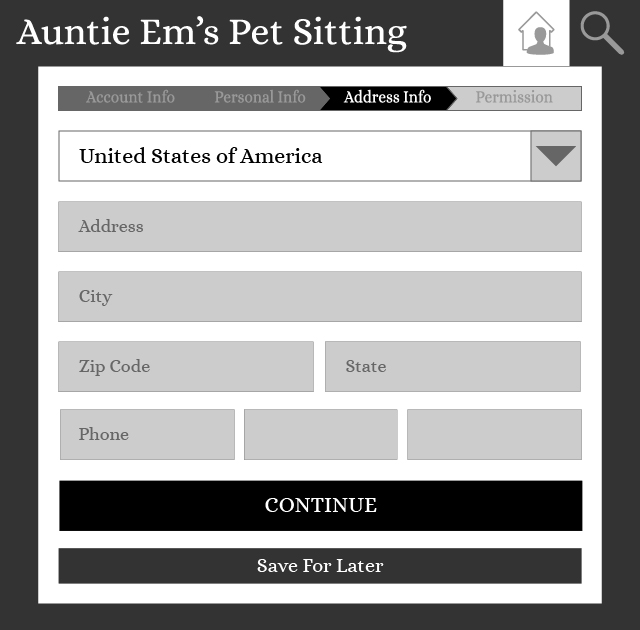 Auntie Em's Pet Sitting
Account Info Personal Info Address Info Permission
United States of America
Address
City
Zip Code State
Phone
CONTINUE
Save For Later